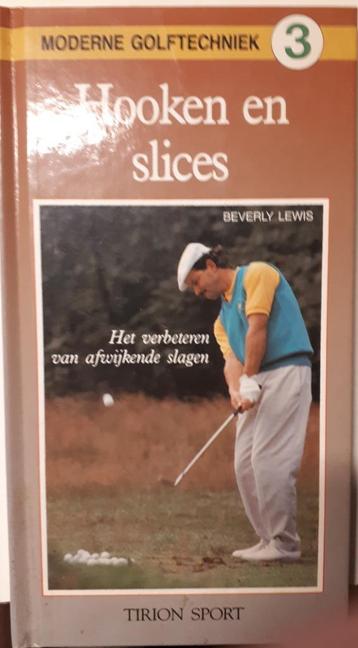 MODERNE GOLFTECHNIEK 3
Hooken en
slices
BEVERLY LEWIS
Het verbeteren
van afwijkende slagen
TIRION SPORT